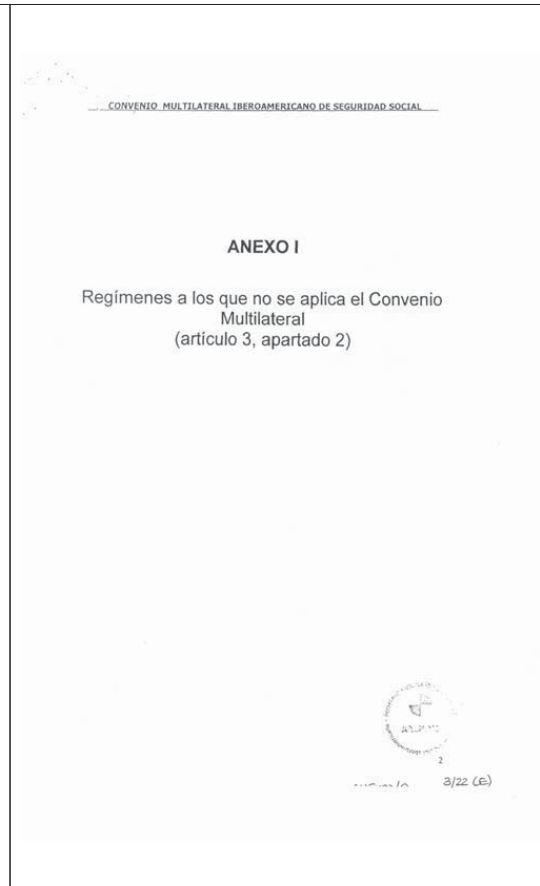 CONVENIO MULTILATERAL IBEROAMERICANO DE SEGURIDAD SOCIAL
ANEXO I
Regímenes a los que no se aplica el Convenio
Multilateral
(artículo 3, apartado 2)
2
3/22 (E)